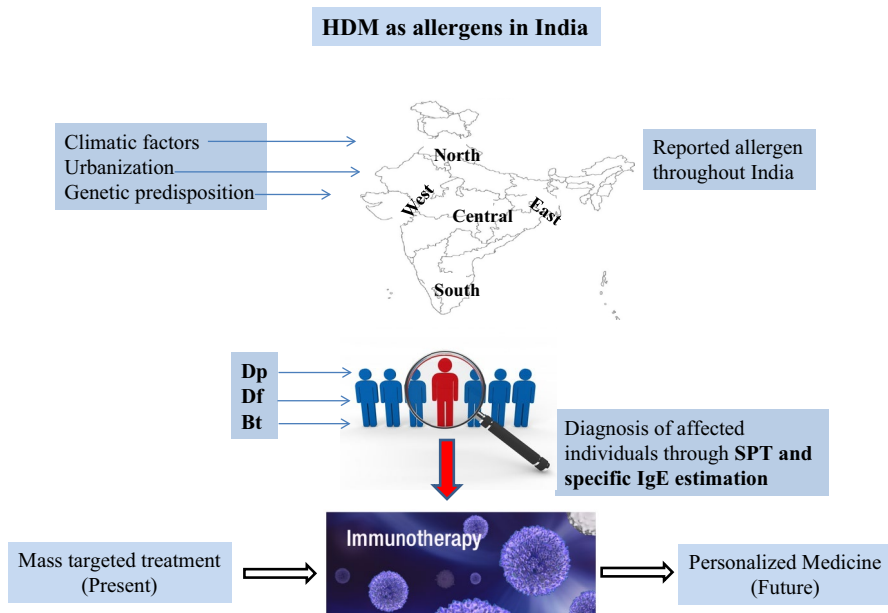 HDM as allergens in India
Climatic factors
Urbanization
Genetic predisposition
North
West
Central
East
South
Reported allergen
throughout India
Dp
Df
Bt
Diagnosis of affected
individuals through SPT and
specific IgE estimation
Mass targeted treatment
(Present)
Immunotherapy
Personalized Medicine
(Future)